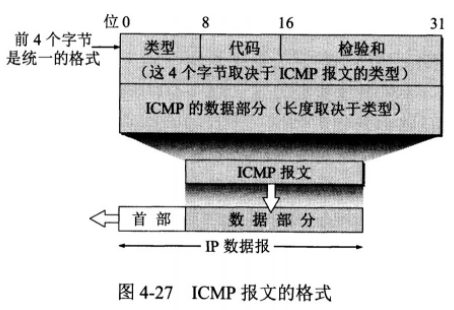 位 0 8 16 31
前 4 个字节
是统一的格式
类型 代码 检验和
(这 4 个字节取决于 ICMP 报文的类型)
ICMP 的数据部分(长度取决于类型)
ICMP 报文
首 部 数 据 部 分
IP 数据报
图 4-27 ICMP 报文的格式